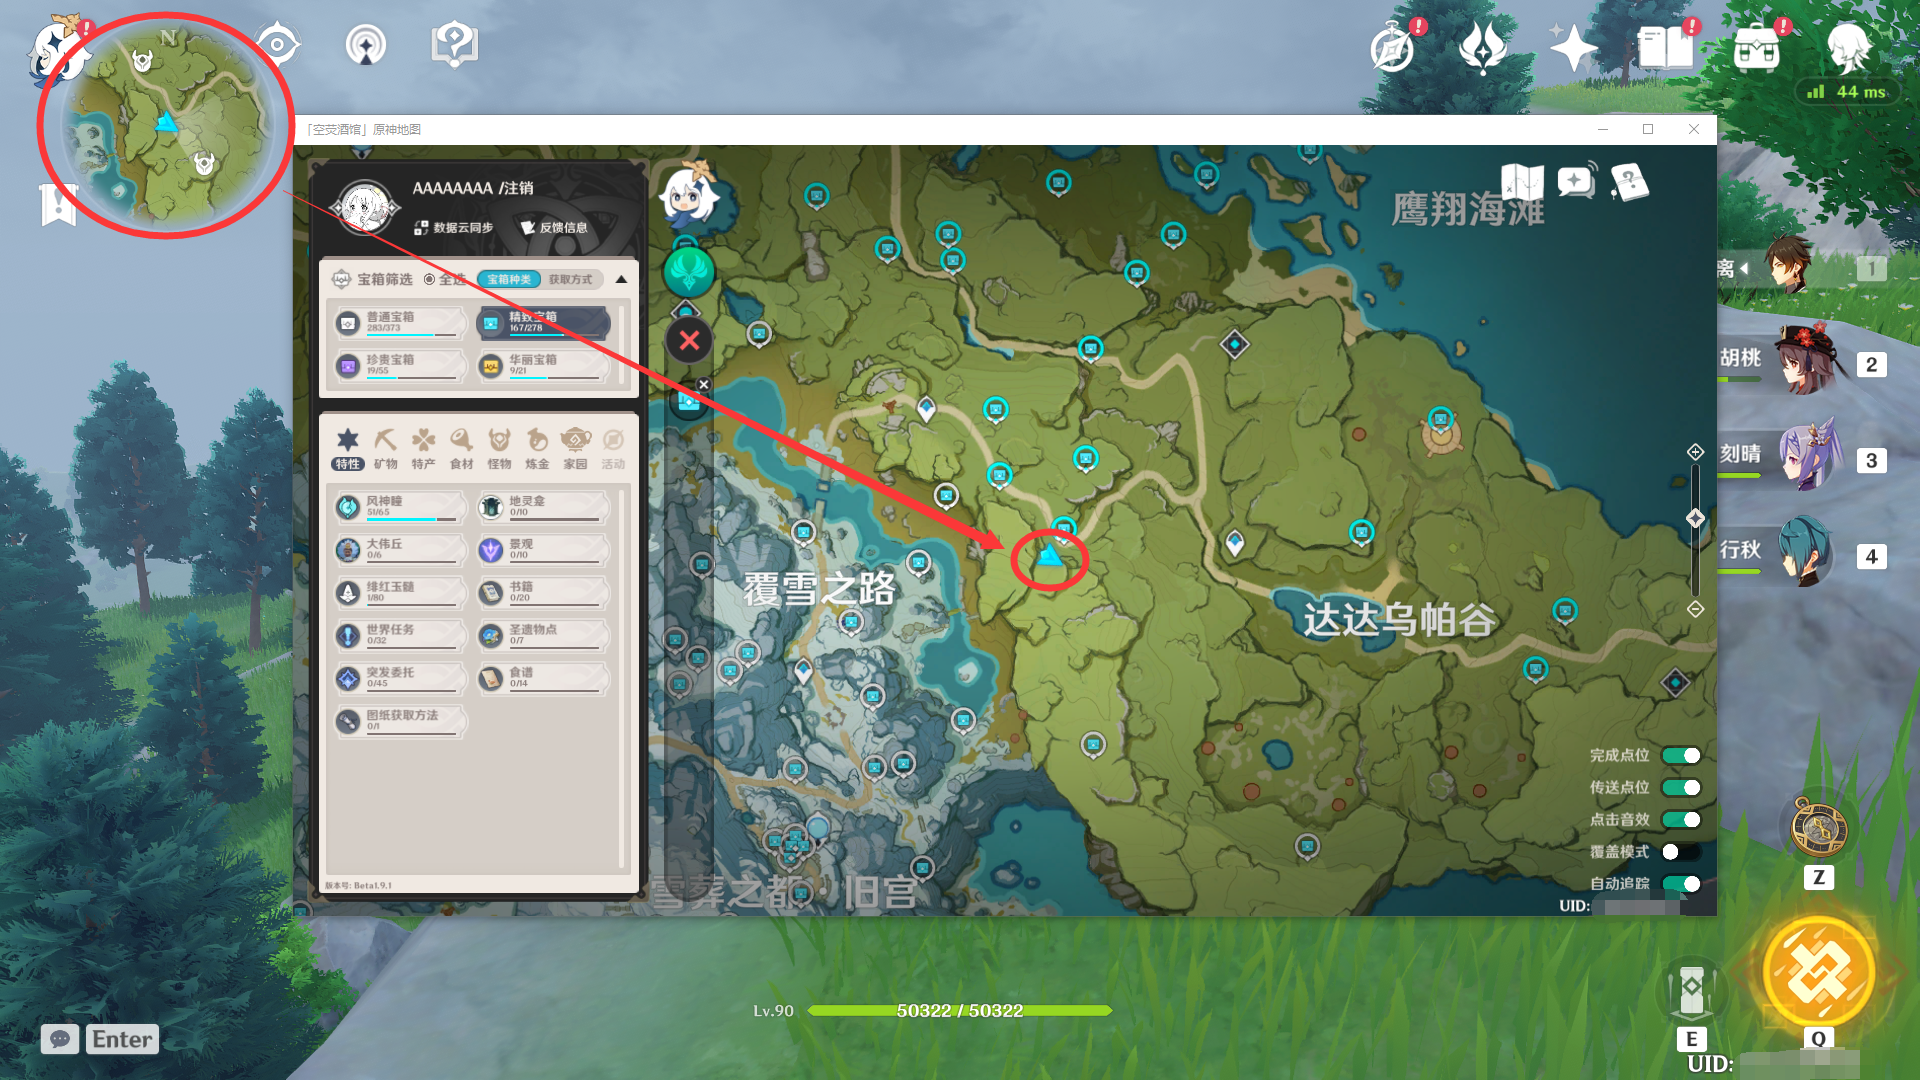 N
44 ms
「空荧酒馆」原神地图
AAAAAAAA /注销
数据云同步
反馈信息
宝箱筛选
全选
宝箱种类
获取方式
普通宝箱
283/373
精致宝箱
167/278
珍贵宝箱
19/55
华丽宝箱
9/21
特性
矿物
特产
食材
怪物
炼金
家园
活动
风神瞳
51/65
地灵龛
0/10
大伟丘
0/6
景观
0/10
绯红玉髓
1/80
书籍
0/20
世界任务
0/32
圣遗物点
0/7
突发委托
0/45
食谱
0/14
图纸获取方法
0/1
版本号: Beta1.9.1
鹰翔海滩
覆雪之路
达达乌帕谷
雪葬之都·旧宫
完成点位
传送点位
点击音效
覆盖模式
自动追踪
UID:
离
1
胡桃
2
刻晴
3
行秋
4
Z
E
Q
Lv.90
50322 / 50322
Enter
UID: